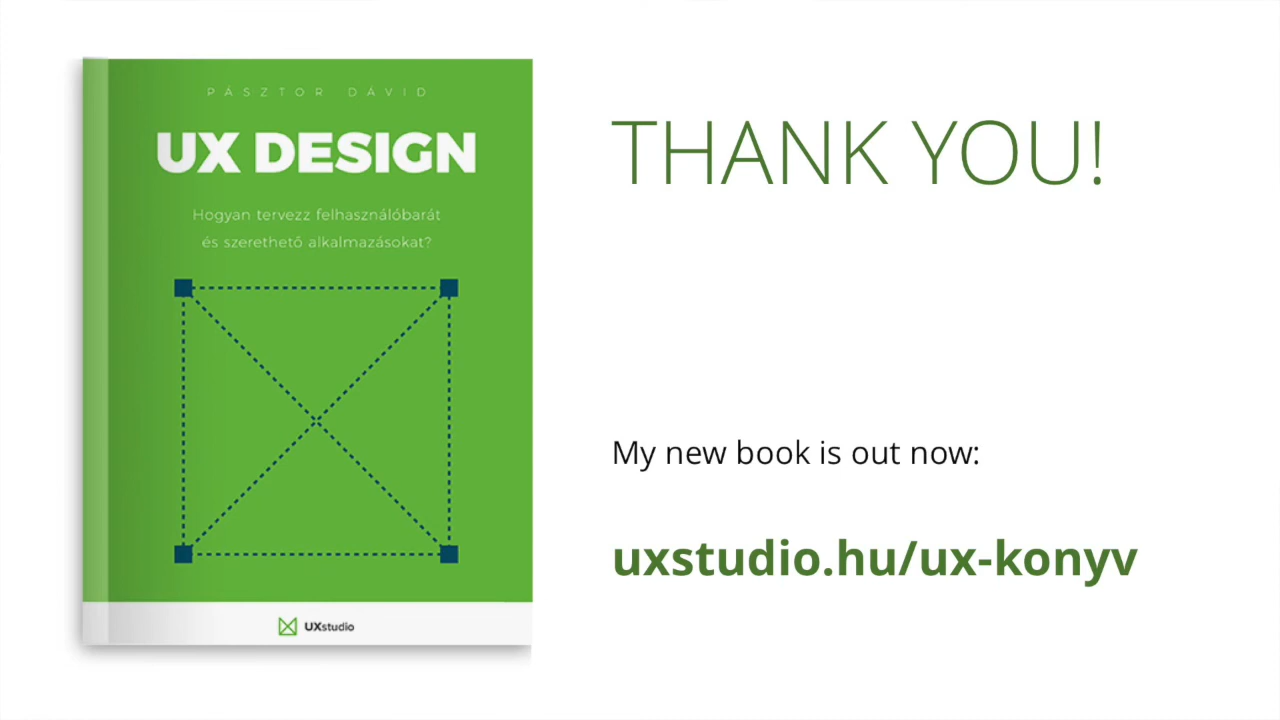 PÁSZTOR DÁVID
UX DESIGN
Hogyan tervezz felhasználóbarát
és szerethető alkalmazásokat?
UXstudio
THANK YOU!
My new book is out now:
uxstudio.hu/ux-konyv